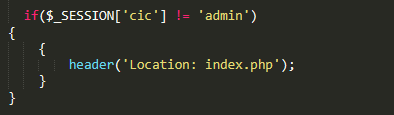 if($_SESSION['cic'] != 'admin')
{
{
header('Location: index.php');
}
}